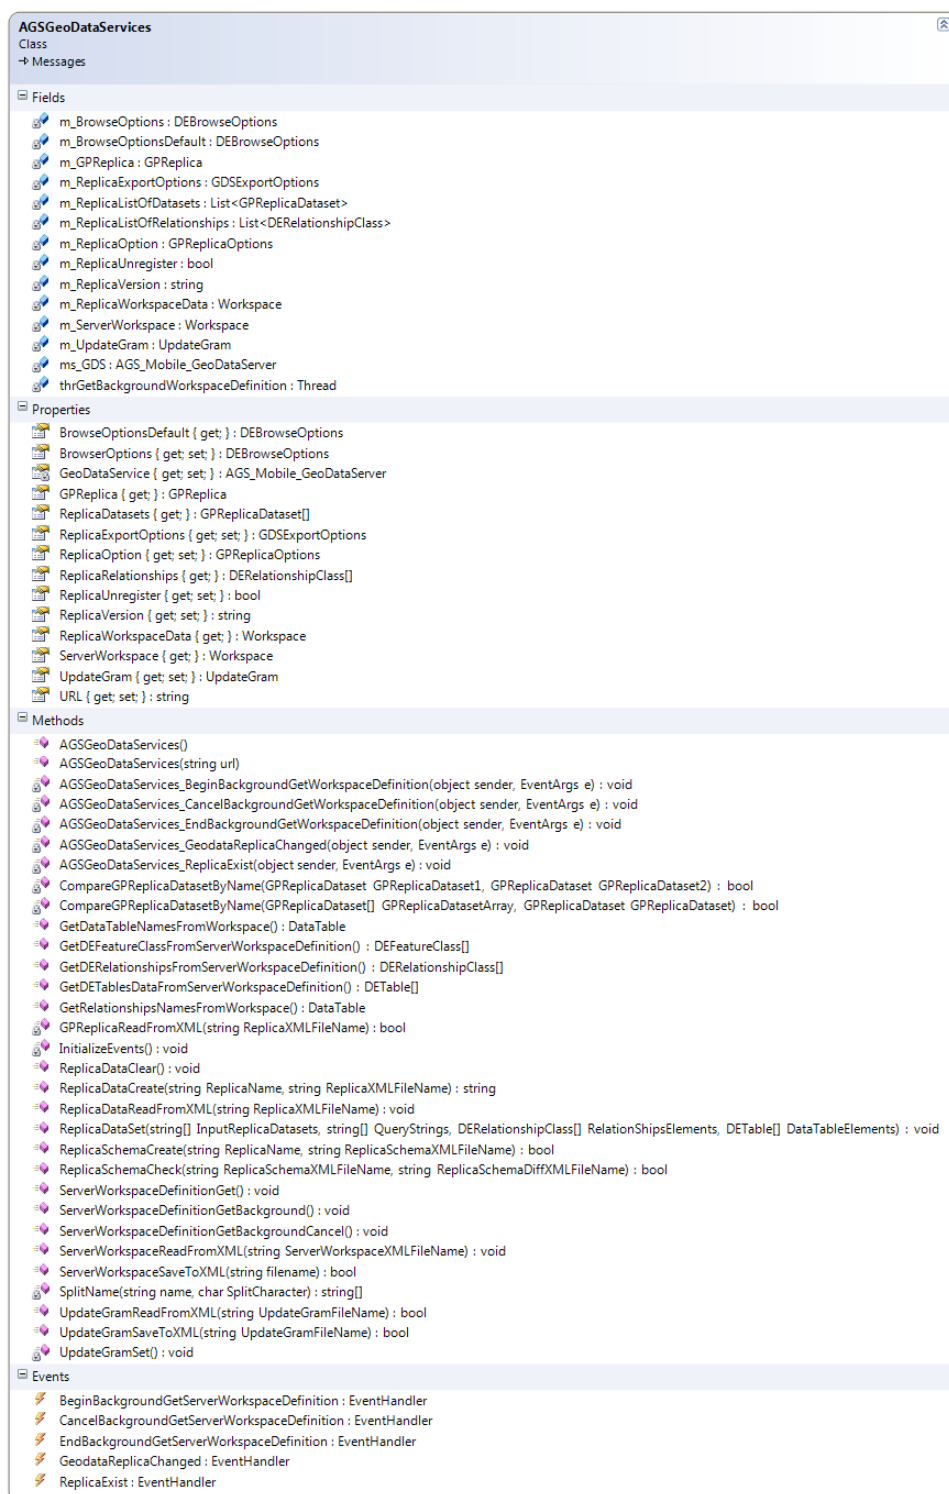 AGSGeoDataServices
Class
→ Messages
Fields
m_BrowseOptions : DEBrowseOptions
m_BrowseOptionsDefault : DEBrowseOptions
m_GPReplica : GPReplica
m_ReplicaExportOptions : GDSExportOptions
m_ReplicaListOfDatasets : List<GPReplicaDataset>
m_ReplicaListOfRelationships : List<DERelationshipClass>
m_ReplicaOption : GPReplicaOptions
m_ReplicaUnregister : bool
m_ReplicaVersion : string
m_ReplicaWorkspaceData : Workspace
m_ServerWorkspace : Workspace
m_UpdateGram : UpdateGram
ms_GDS : AGS_Mobile_GeoDataServer
thrGetBackgroundWorkspaceDefinition : Thread
Properties
BrowseOptionsDefault { get; } : DEBrowseOptions
BrowserOptions { get; set; } : DEBrowseOptions
GeoDataService { get; set; } : AGS_Mobile_GeoDataServer
GPReplica { get; } : GPReplica
ReplicaDatasets { get; } : GPReplicaDataset[]
ReplicaExportOptions { get; set; } : GDSExportOptions
ReplicaOption { get; set; } : GPReplicaOptions
ReplicaRelationships { get; } : DERelationshipClass[]
ReplicaUnregister { get; set; } : bool
ReplicaVersion { get; set; } : string
ReplicaWorkspaceData { get; } : Workspace
ServerWorkspace { get; } : Workspace
UpdateGram { get; set; } : UpdateGram
URL { get; set; } : string
Methods
AGSGeoDataServices()
AGSGeoDataServices(string url)
AGSGeoDataServices_BeginBackgroundGetWorkspaceDefinition(object sender, EventArgs e) : void
AGSGeoDataServices_CancelBackgroundGetWorkspaceDefinition(object sender, EventArgs e) : void
AGSGeoDataServices_EndBackgroundGetWorkspaceDefinition(object sender, EventArgs e) : void
AGSGeoDataServices_GeodataReplicaChanged(object sender, EventArgs e) : void
AGSGeoDataServices_ReplicaExist(object sender, EventArgs e) : void
CompareGPReplicaDatasetByName(GPReplicaDataset GPReplicaDataset1, GPReplicaDataset GPReplicaDataset2) : bool
CompareGPReplicaDatasetByName(GPReplicaDataset[] GPReplicaDatasetArray, GPReplicaDataset GPReplicaDataset) : bool
GetDataTableNamesFromWorkspace() : DataTable
GetDEFeatureClassFromServerWorkspaceDefinition() : DEFeatureClass[]
GetDERelationshipsFromServerWorkspaceDefinition() : DERelationshipClass[]
GetDETablesDataFromServerWorkspaceDefinition() : DETable[]
GetRelationshipsNamesFromWorkspace() : DataTable
GPReplicaReadFromXML(string ReplicaXMLFileName) : bool
InitializeEvents() : void
ReplicaDataClear() : void
ReplicaDataCreate(string ReplicaName, string ReplicaXMLFileName) : string
ReplicaDataReadFromXML(string ReplicaXMLFileName) : void
ReplicaDataSet(string[] InputReplicaDatasets, string[] QueryStrings, DERelationshipClass[] RelationShipsElements, DETable[] DataTableElements) : void
ReplicaSchemaCreate(string ReplicaName, string ReplicaSchemaXMLFileName) : bool
ReplicaSchemaCheck(string ReplicaSchemaXMLFileName, string ReplicaSchemaDiffXMLFileName) : bool
ServerWorkspaceDefinitionGet() : void
ServerWorkspaceDefinitionGetBackground() : void
ServerWorkspaceDefinitionGetBackgroundCancel() : void
ServerWorkspaceReadFromXML(string ServerWorkspaceXMLFileName) : void
ServerWorkspaceSaveToXML(string filename) : bool
SplitName(string name, char SplitCharacter) : string[]
UpdateGramReadFromXML(string UpdateGramFileName) : bool
UpdateGramSaveToXML(string UpdateGramFileName) : bool
UpdateGramSet() : void
Events
BeginBackgroundGetServerWorkspaceDefinition : EventHandler
CancelBackgroundGetServerWorkspaceDefinition : EventHandler
EndBackgroundGetServerWorkspaceDefinition : EventHandler
GeodataReplicaChanged : EventHandler
ReplicaExist : EventHandler